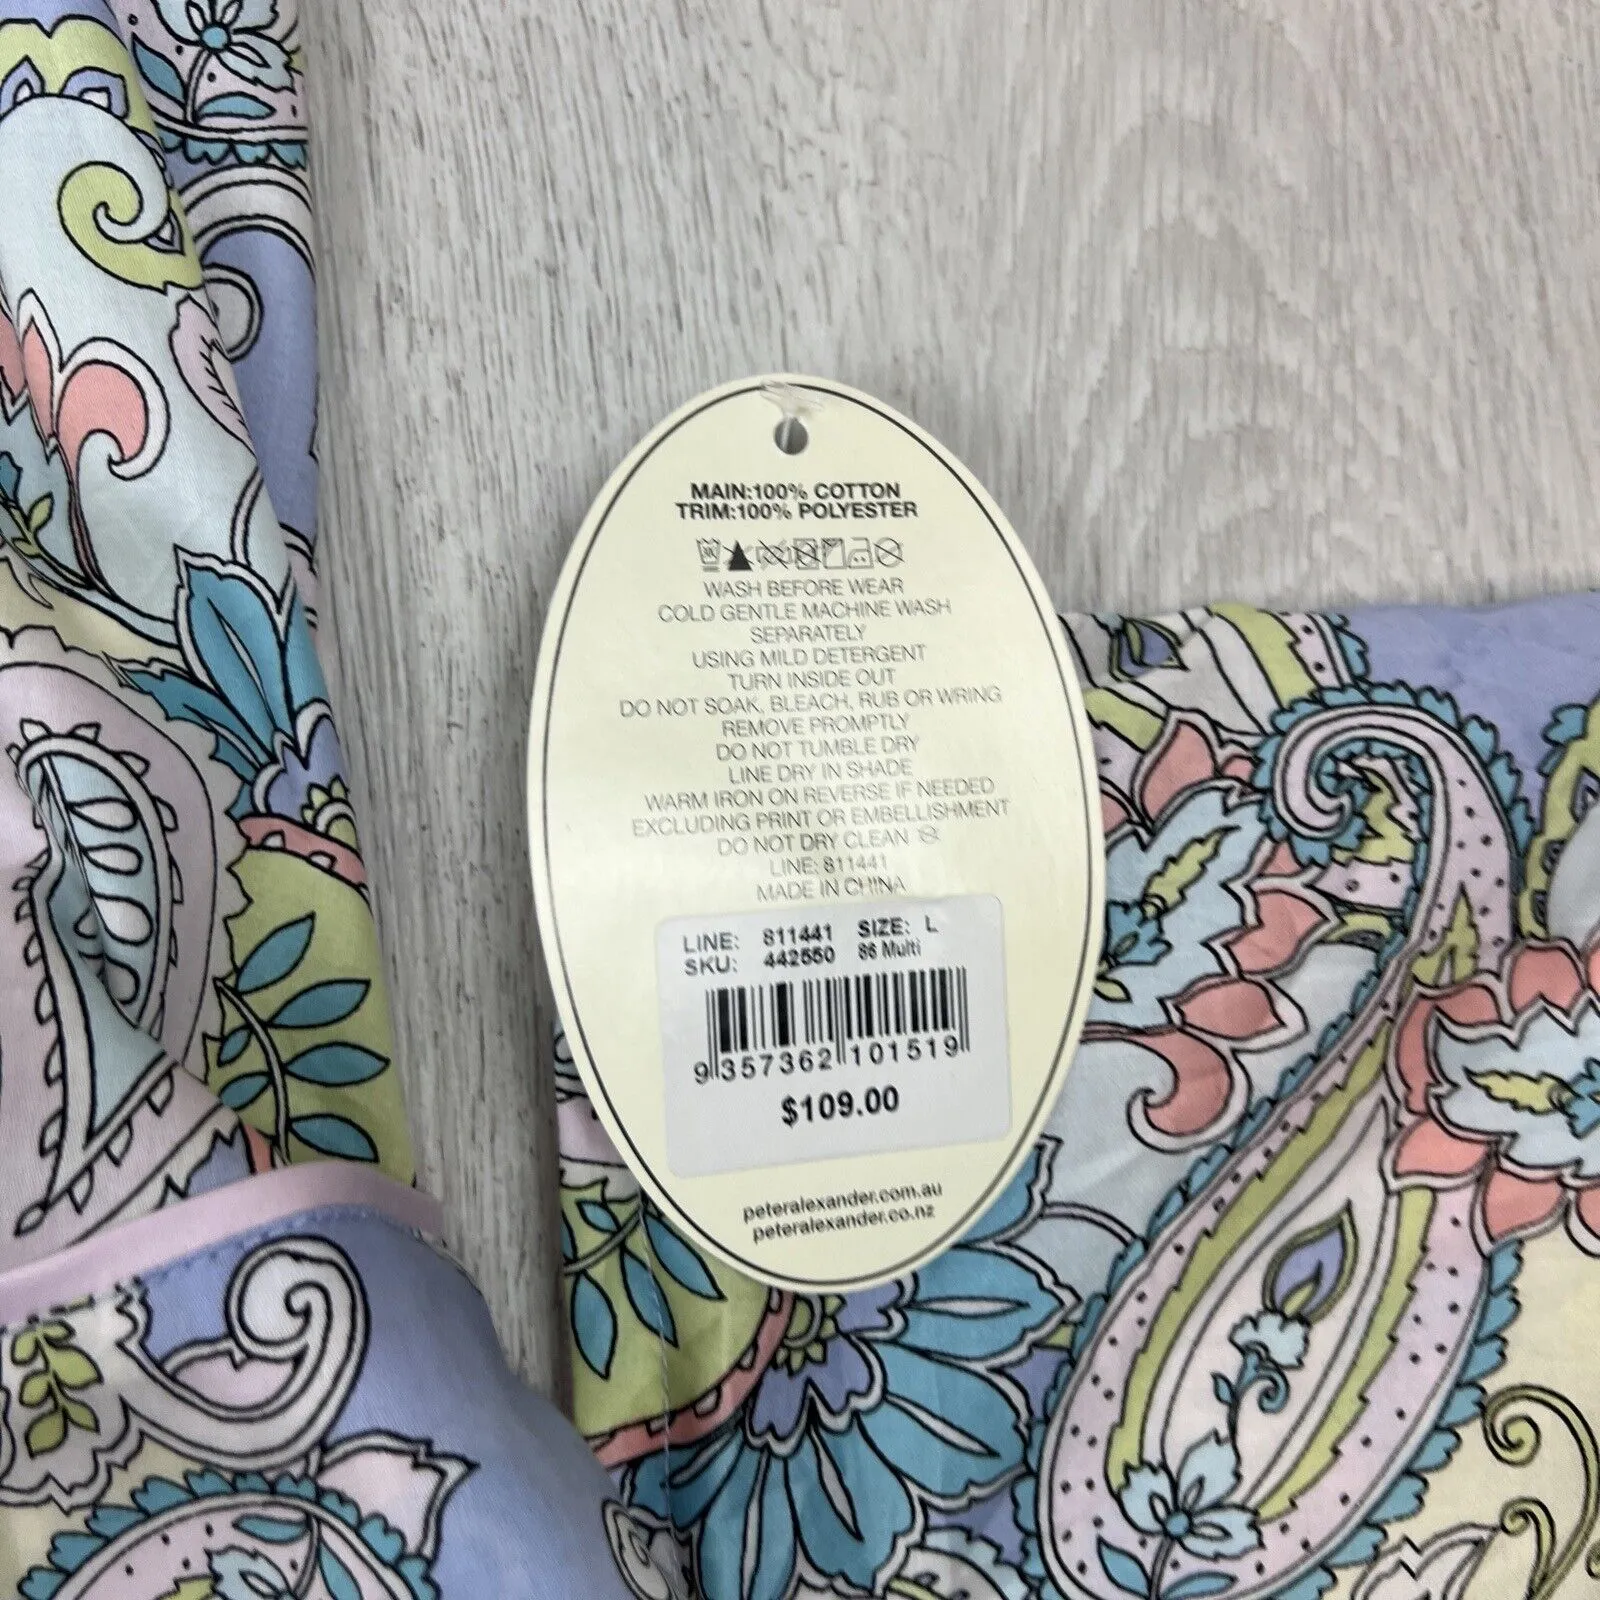 MAIN:100% COTTON
TRIM:100% POLYESTER
WASH BEFORE WEAR
COLD GENTLE MACHINE WASH
SEPARATELY
USING MILD DETERGENT
TURN INSIDE OUT
DO NOT SOAK, BLEACH, RUB OR WRING
REMOVE PROMPTLY
DO NOT TUMBLE DRY
LINE DRY IN SHADE
WARM IRON ON REVERSE IF NEEDED
EXCLUDING PRINT OR EMBELLISHMENT
DO NOT DRY CLEAN
LINE: 811441
MADE IN CHINA
LINE: 811441 SIZE: L
SKU: 442550 86 Multi
9 357362 101519
$109.00
peteralexander.com.au
peteralexander.co.nz